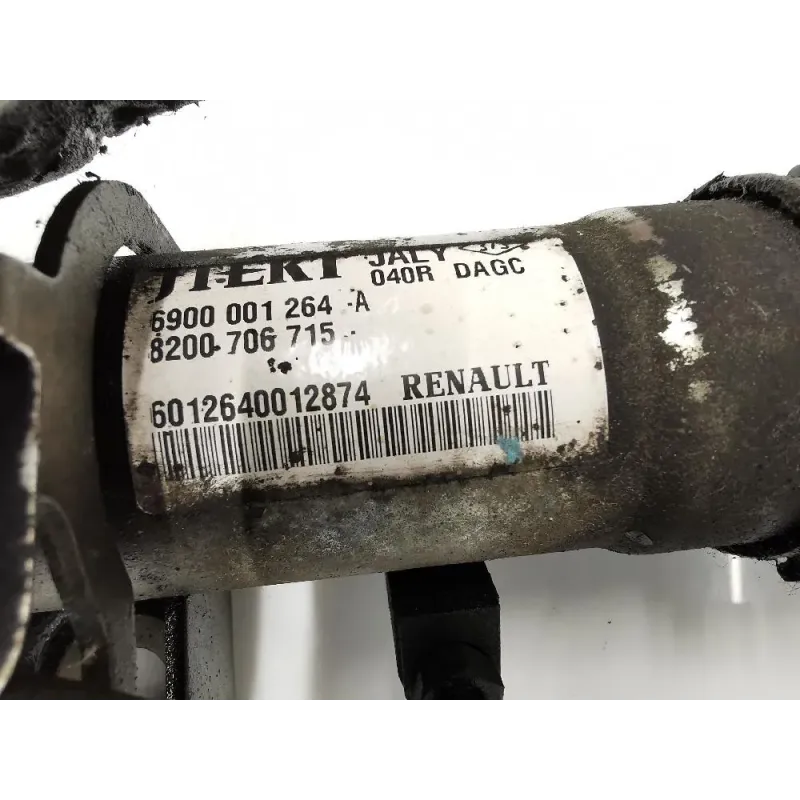 JTEKT JALY
040R DAGC
6900 001 264 -A
8200-706 715--
6012640012874 RENAULT